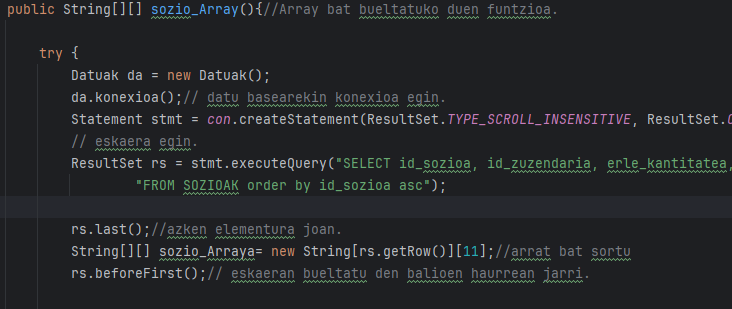 public String[][] sozio_Array(){//Array bat bueltatuko duen funtzioa.
try {
Datuak da = new Datuak();
da.konexioa();// datu basearekin konexioa egin.
Statement stmt = con.createStatement(ResultSet.TYPE_SCROLL_INSENSITIVE, ResultSet.
// eskaera egin.
ResultSet rs = stmt.executeQuery("SELECT id_sozioa, id_zuzendaria, erle_kantitatea,
"FROM SOZIOAK order by id_sozioa asc");
rs.last();//azken elementura joan.
String[][] sozio_Arraya= new String[rs.getRow()][11];//arrat bat sortu
rs.beforeFirst();// eskaeran bueltatu den balioen haurrean jarri.